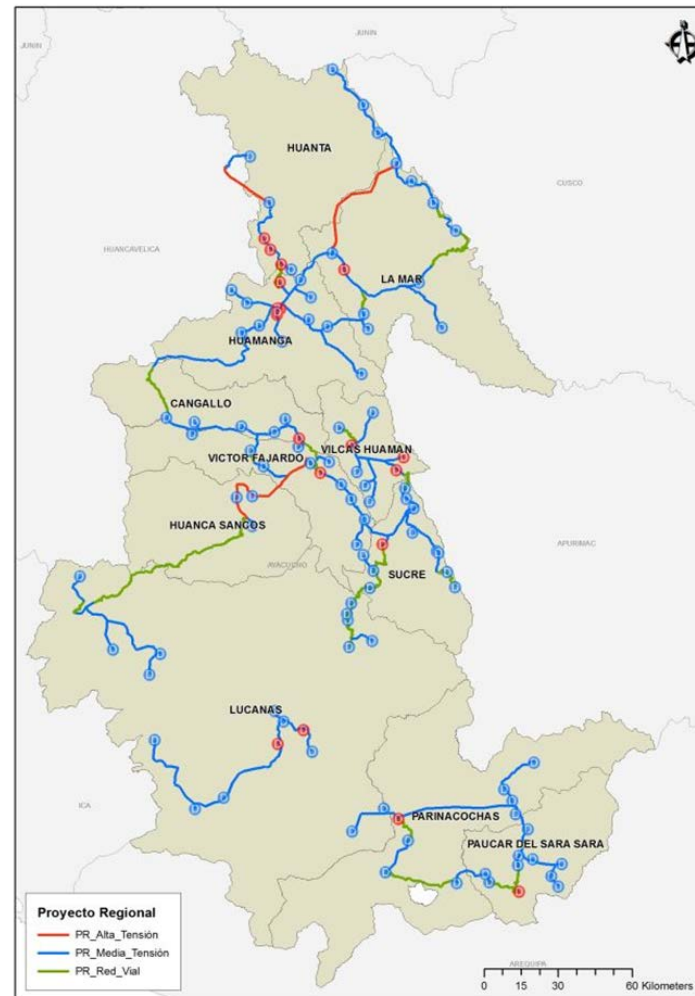 JUNIN
JUNIN
HUANTA
CUSCO
HUANCAVELICA
LA MAR
HUAMANGA
CANGALLO
VILCAS HUAMAN
VICTOR FAJARDO
HUANCA SANCOS
APURIMAC
AYACUCHO
SUCRE
LUCANAS
ICA
PARINACOCHAS
PAUCAR DEL SARA SARA
Proyecto Regional
PR_Alta_Tensión
PR_Media_Tensión
PR_Red_Vial
AREQUIPA
0 15 30 60 Kilometers